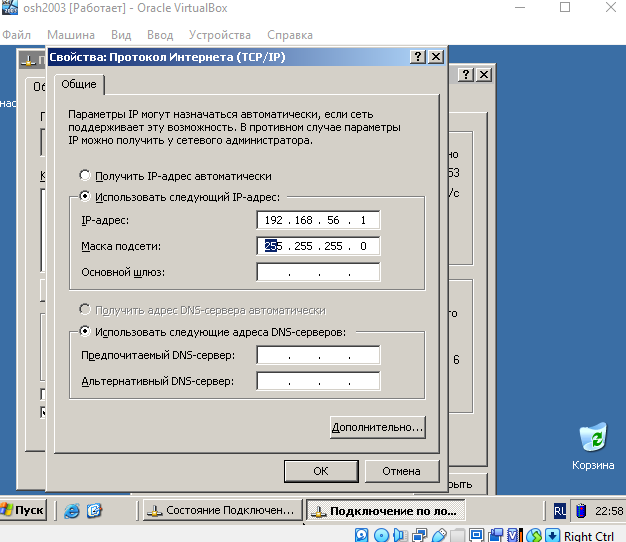 osh2003 [Работает] - Oracle VirtualBox
Файл Машина Вид Ввод Устройства Справка
Свойства: Протокол Интернета (TCP/IP)
Общие
Параметры IP могут назначаться автоматически, если сеть
поддерживает эту возможность. В противном случае параметры
IP можно получить у сетевого администратора.
Получить IP-адрес автоматически
Использовать следующий IP-адрес:
IP-адрес: 192 . 168 . 56 . 1
Маска подсети: 255 . 255 . 255 . 0
Основной шлюз: . . .
Получить адрес DNS-сервера автоматически
Использовать следующие адреса DNS-серверов:
Предпочитаемый DNS-сервер: . . .
Альтернативный DNS-сервер: . . .
Дополнительно...
ОК Отмена
53
6
Корзина
Пуск Состояние Подключен... Подключение по ло... RU 22:58
Right Ctrl